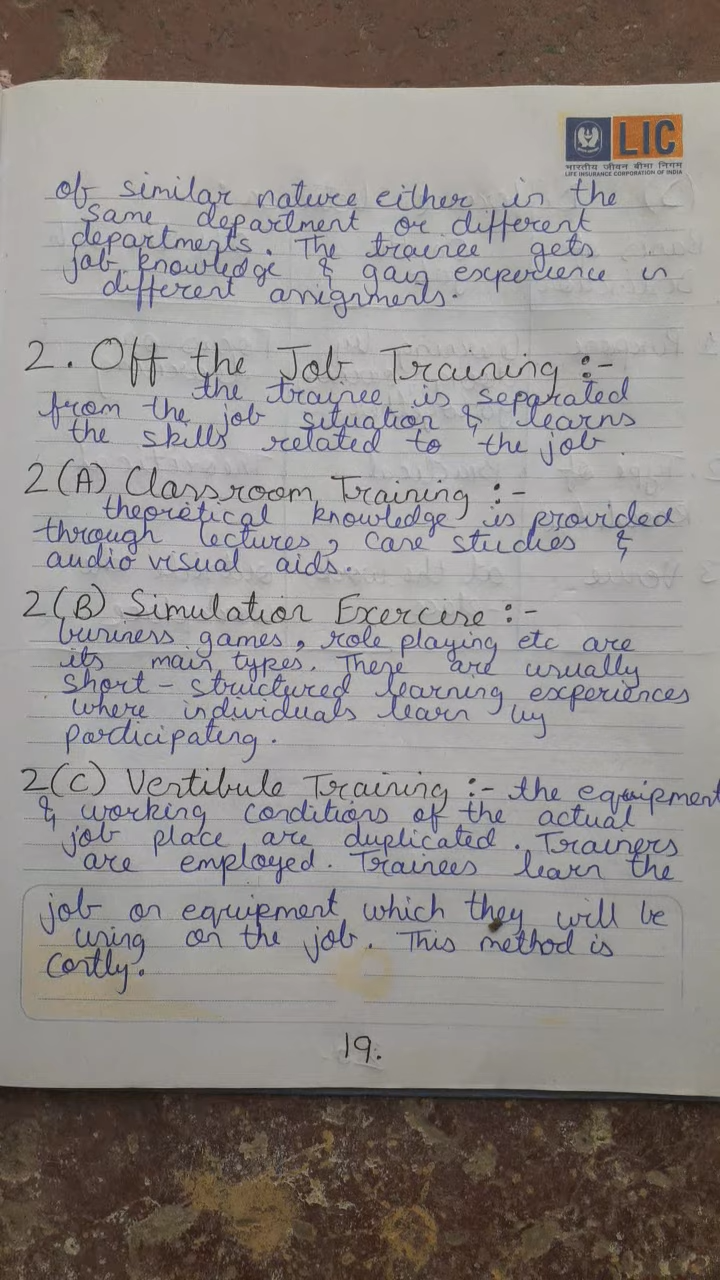 LIC
भारतीय जीवन बीमा निगम
LIFE INSURANCE CORPORATION OF INDIA
of similar nature either in the
same department or different
departments. The trainee gets
job knowledge & gain experience in
different assignments.
2. Off the Job Training :-
the trainee is separated
from the job situation & learns
the skills related to the job.
2(A) Classroom Training :-
theoretical knowledge is provided
through lectures, case studies &
audio visual aids.
2(B) Simulation Exercise :-
business games, role playing etc are
its main types. These are usually
short-structured learning experiences
where individuals learn by
participating.
2(C) Vertibule Training :- the equipment
& working conditions of the actual
job place are duplicated. Trainers
are employed. Trainees learn the
job on equipment which they will be
using on the job. This method is
costly.
19.